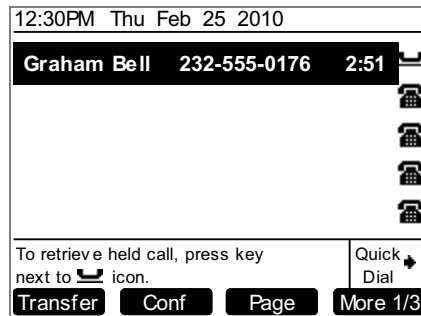 12:30PM Thu Feb 25 2010
Graham Bell 232-555-0176 2:51
To retrieve held call, press key
next to icon.
Quick
Dial
Transfer Conf Page More 1/3